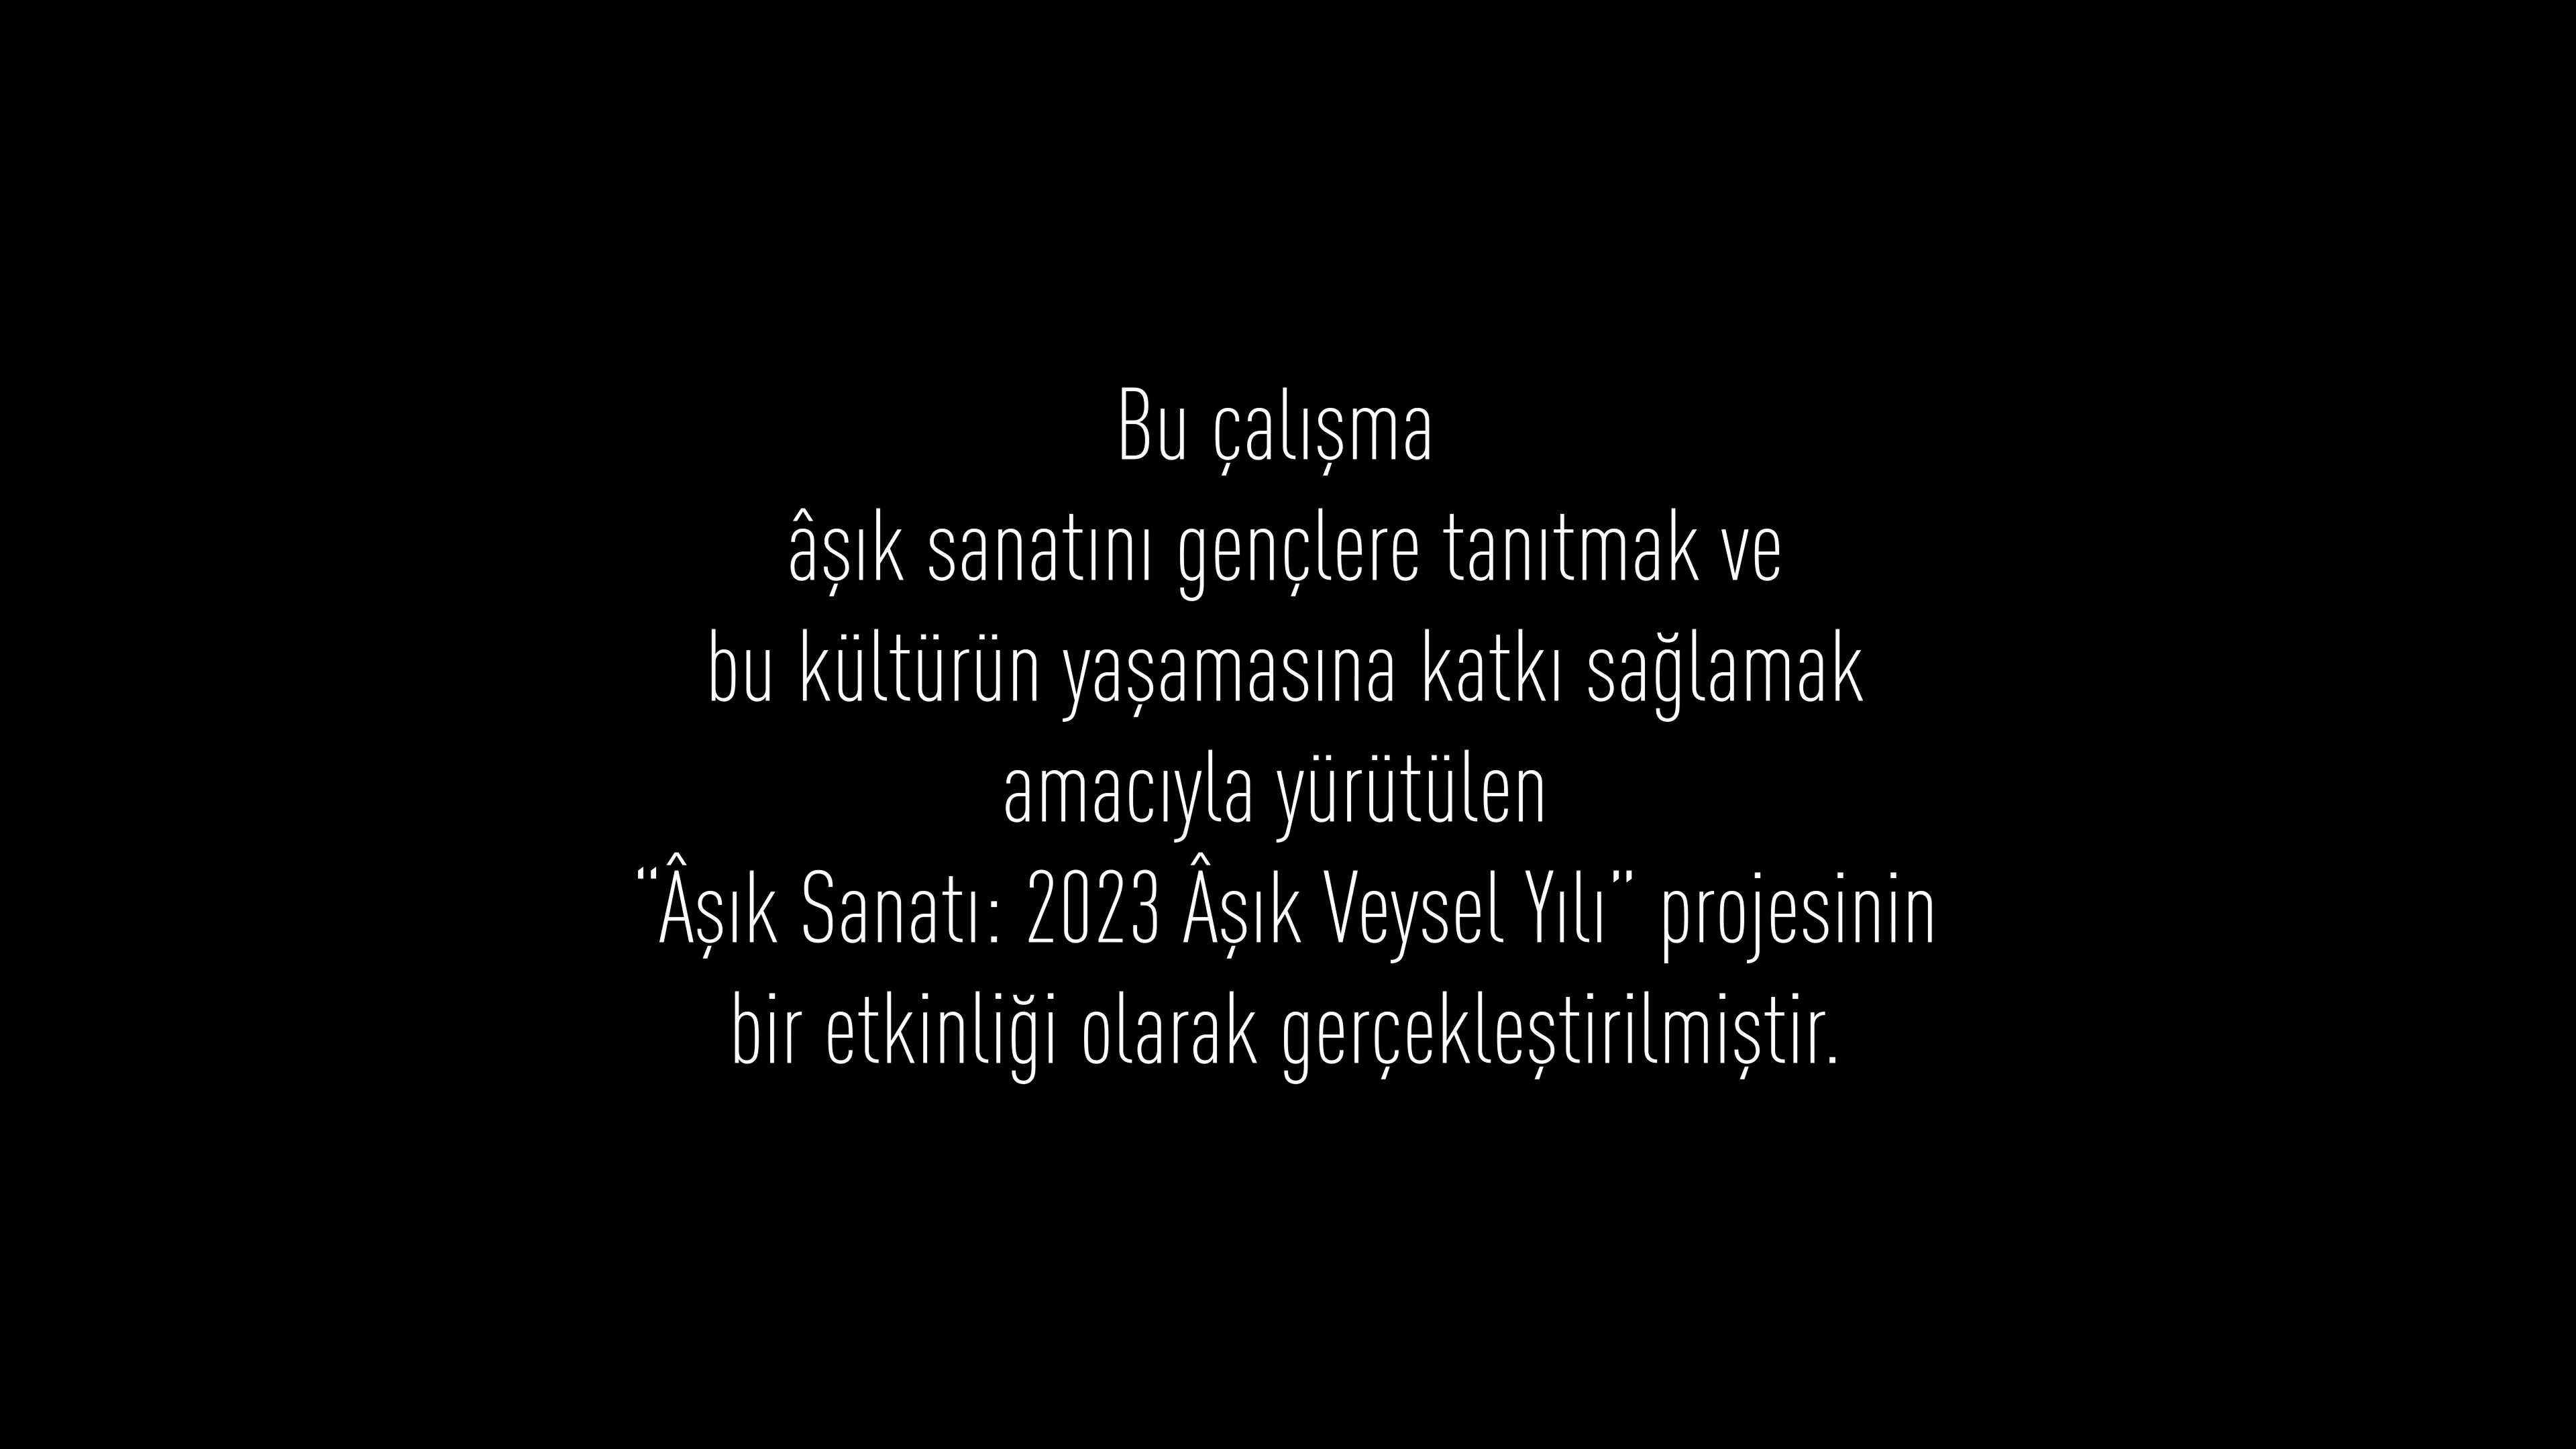 Bu çalışma
âşık sanatını gençlere tanıtmak ve
bu kültürün yaşamasına katkı sağlamak
amacıyla yürütülen
“Âşık Sanatı: 2023 Âşık Veysel Yılı” projesinin
bir etkinliği olarak gerçekleştirilmiştir.